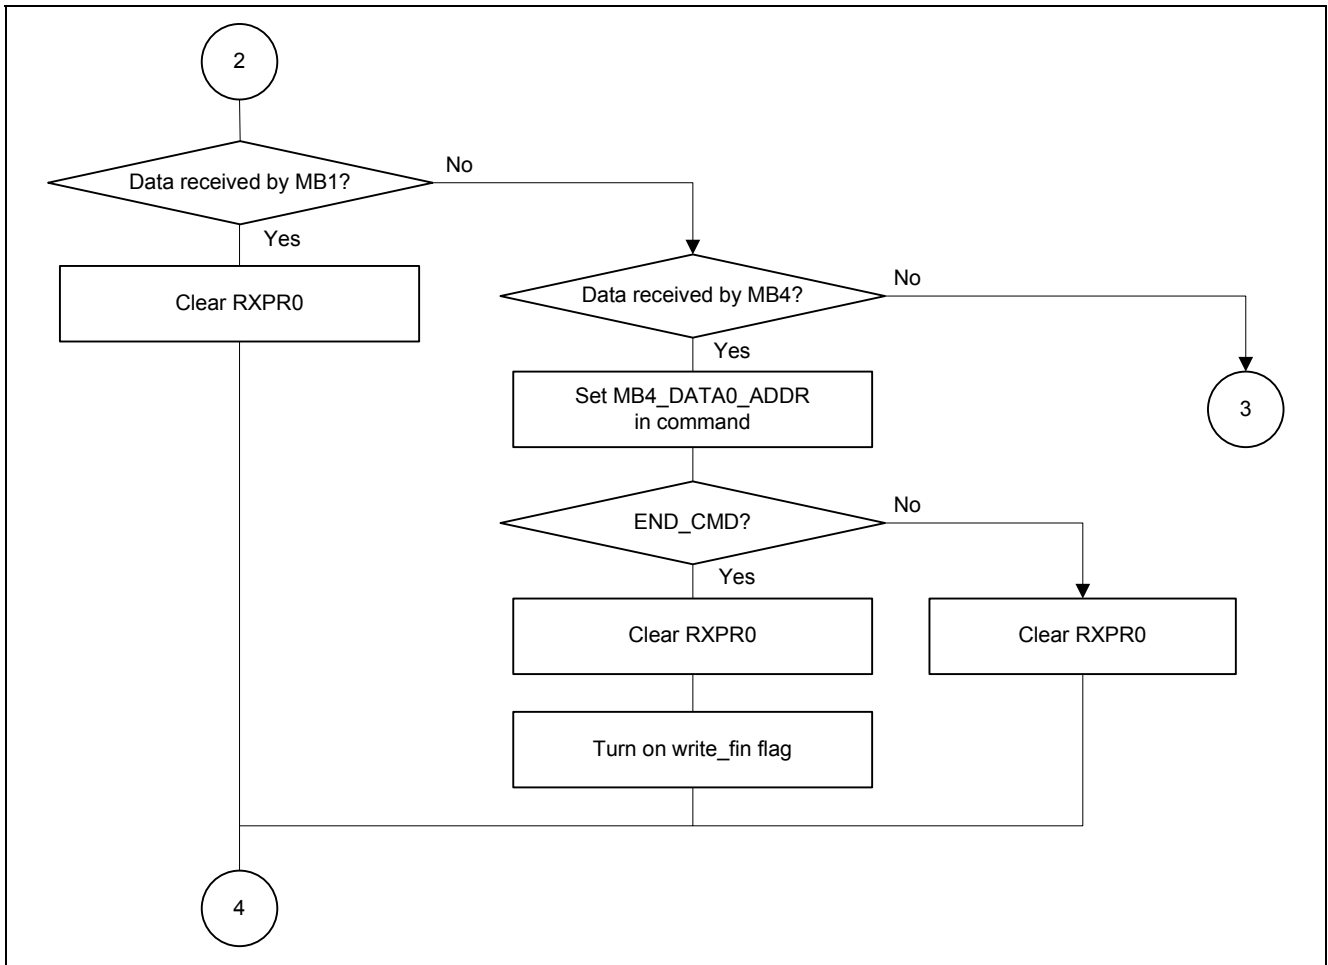 2
Data received by MB1?
No
Yes
Clear RXPR0
Data received by MB4?
No
Yes
Set MB4_DATA0_ADDR
in command
3
END_CMD?
No
Yes
Clear RXPR0
Clear RXPR0
Turn on write_fin flag
4